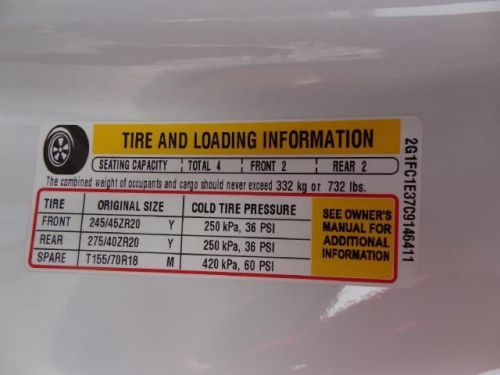 TIRE AND LOADING INFORMATION
SEATING CAPACITY TOTAL 4 FRONT 2 REAR 2
The combined weight of occupants and cargo should never exceed 332 kg or 732 lbs.
TIRE ORIGINAL SIZE COLD TIRE PRESSURE
FRONT 245/45ZR20 Y 250 kPa, 36 PSI
REAR 275/40ZR20 Y 250 kPa, 36 PSI
SPARE T155/70R18 M 420 kPa, 60 PSI
SEE OWNER'S
MANUAL FOR
ADDITIONAL
INFORMATION
2G1FC1E37C9146411